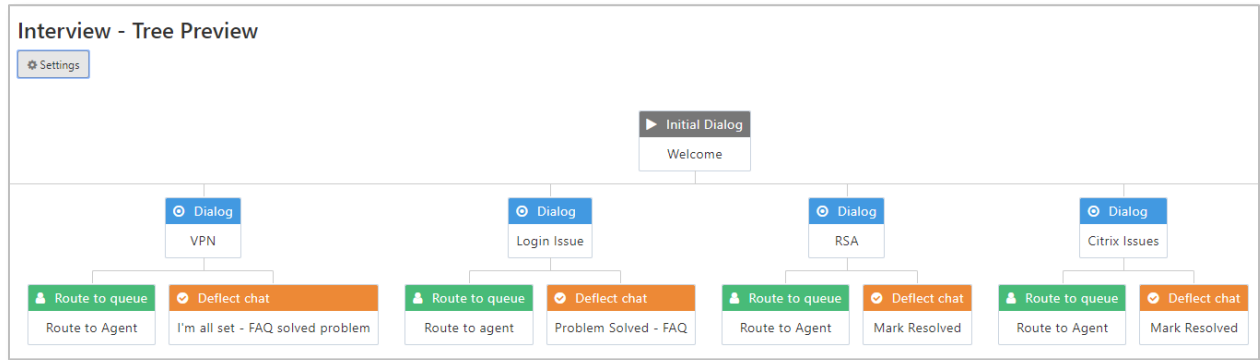 Interview - Tree Preview
Settings
Initial Dialog
Welcome
Dialog
VPN
Dialog
Login Issue
Dialog
RSA
Dialog
Citrix Issues
Route to queue
Route to Agent
Deflect chat
I'm all set - FAQ solved problem
Route to queue
Route to agent
Deflect chat
Problem Solved - FAQ
Route to queue
Route to Agent
Deflect chat
Mark Resolved
Route to queue
Route to Agent
Deflect chat
Mark Resolved